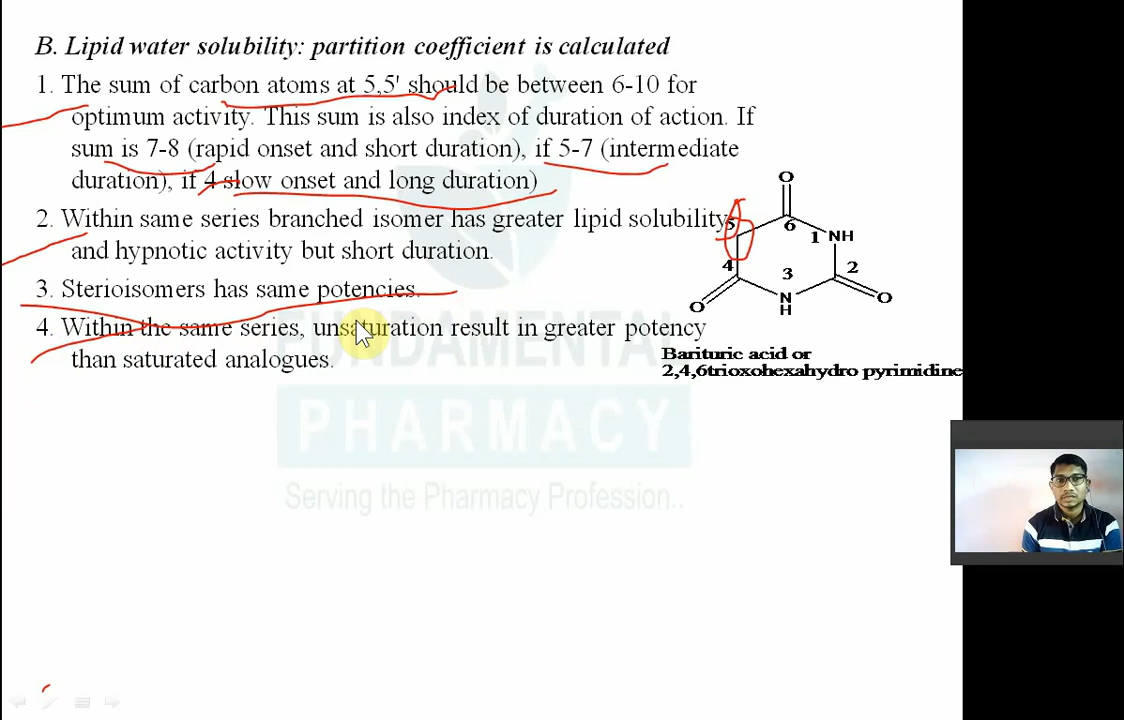 B. Lipid water solubility: partition coefficient is calculated
1. The sum of carbon atoms at 5,5' should be between 6-10 for
optimum activity. This sum is also index of duration of action. If
sum is 7-8 (rapid onset and short duration), if 5-7 (intermediate
duration), if 4 slow onset and long duration)
2. Within same series branched isomer has greater lipid solubility
and hypnotic activity but short duration.
3. Sterioisomers has same potencies.
4. Within the same series, unsaturation result in greater potency
than saturated analogues.
O
5
6
1 NH
4
3
2
N
H
O
O
Barituric acid or
2,4,6trioxohexahydro pyrimidine
FUNDAMENTAL
PHARMACY
Serving the Pharmacy Profession..